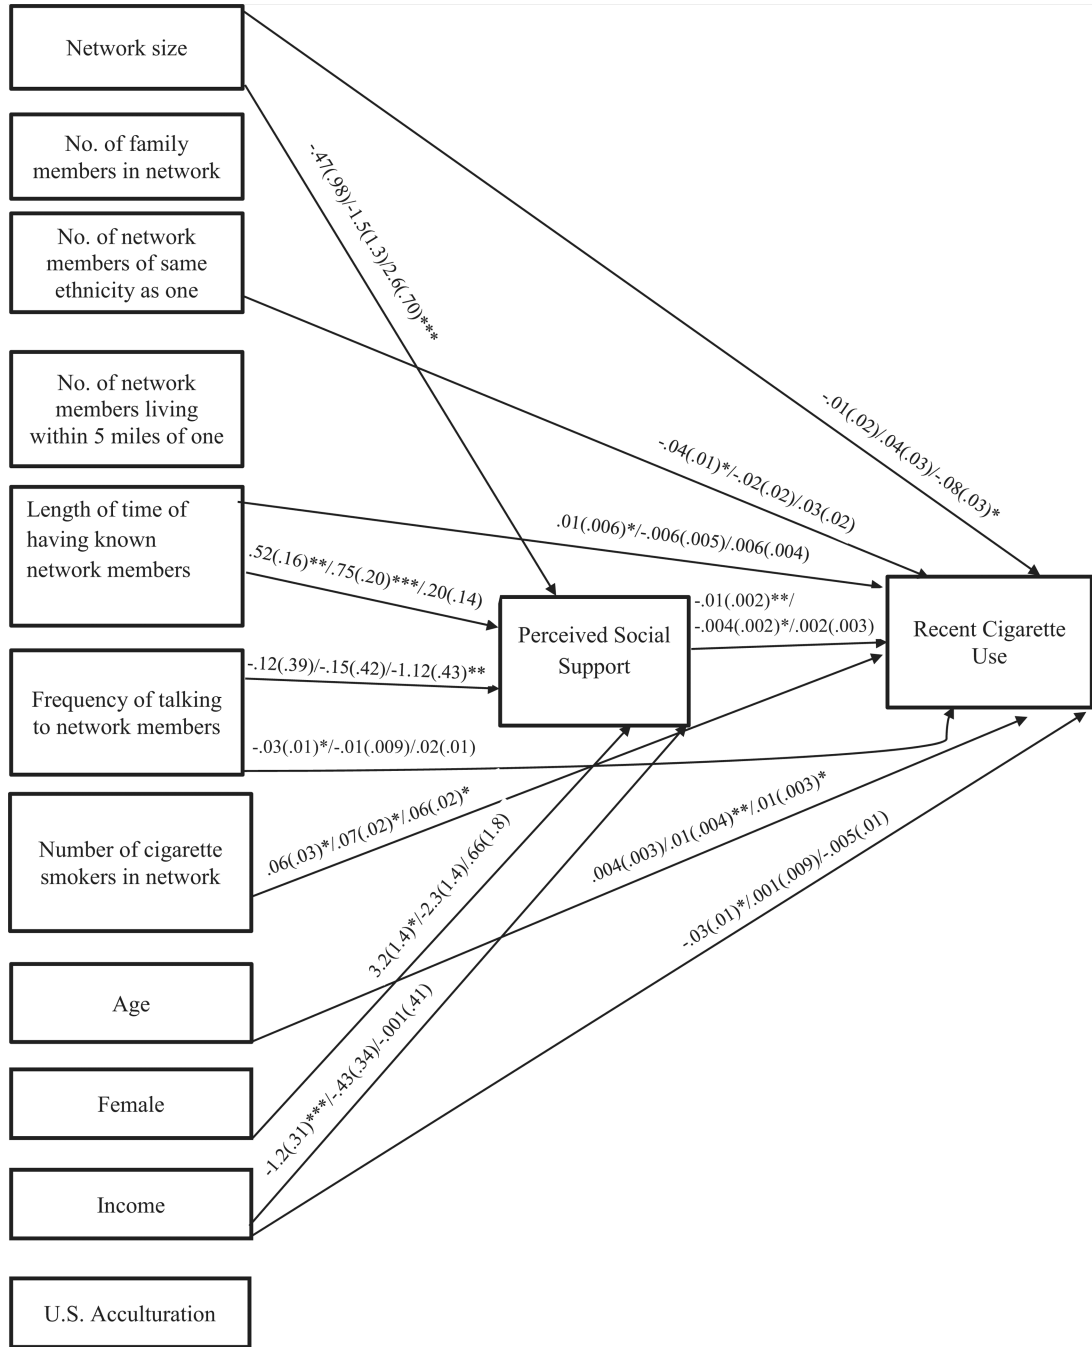 Network size
No. of family
members in network
No. of network
members of same
ethnicity as one
No. of network
members living
within 5 miles of one
Length of time of
having known
network members
Frequency of talking
to network members
Number of cigarette
smokers in network
Age
Female
Income
U.S. Acculturation
Perceived Social
Support
Recent Cigarette
Use
-.47(.98)/-1.5(1.3)/2.6(.70)***
-.01(.02)/.04(.03)/-.08(.03)*
-.04(.01)*/-.02(.02)/.03(.02)
.01(.006)*/-.006(.005)/.006(.004)
.52(.16)**/.75(.20)***/.20(.14)
-.01(.002)**/
-.004(.002)*/.002(.003)
-.12(.39)/-.15(.42)/-1.12(.43)**
-.03(.01)*/-.01(.009)/.02(.01)
.06(.03)*/.07(.02)*/.06(.02)*
.004(.003)/.01(.004)**/.01(.003)*
3.2(1.4)*/-2.3(1.4)/.66(1.8)
-1.2(.31)***/-.43(.34)/-.001(.41)
-.03(.01)*/.001(.009)/-.005(.01)